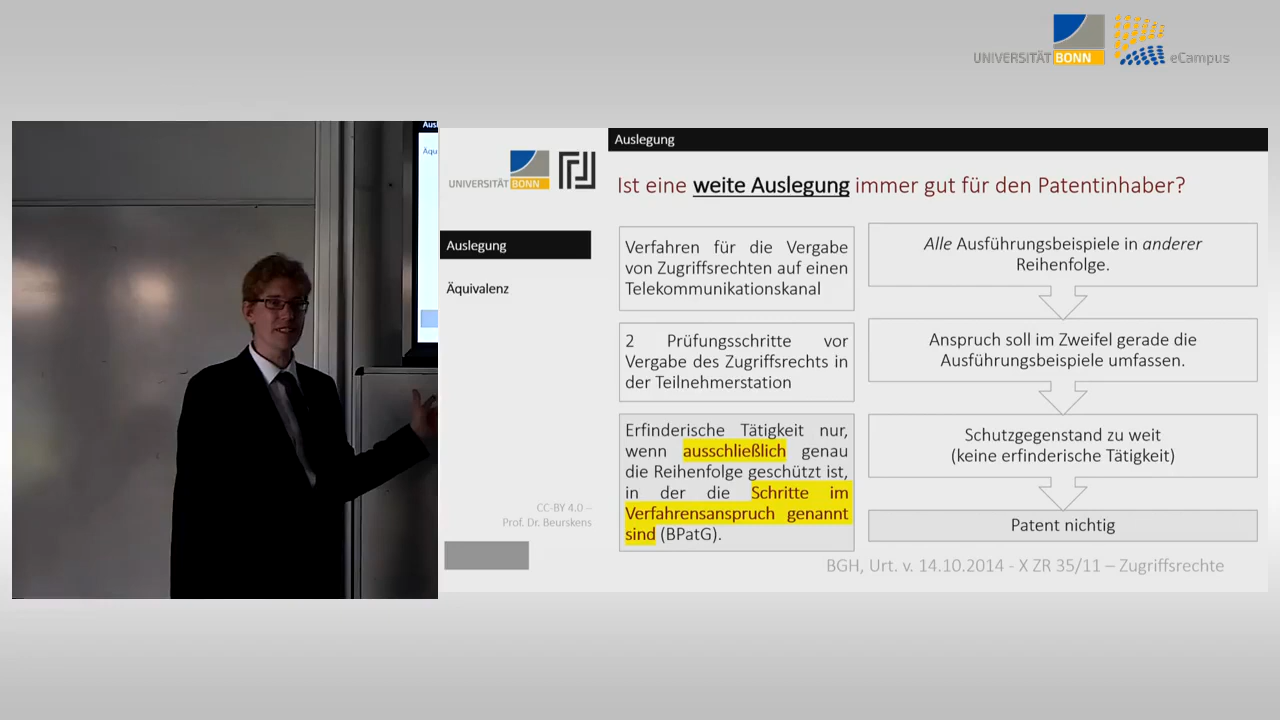 UNIVERSITÄT BONN eCampus
Aus
Äqu
UNIVERSITÄT BONN
Auslegung
Äquivalenz
CC-BY 4.0 –
Prof. Dr. Beurskens
Auslegung
Ist eine weite Auslegung immer gut für den Patentinhaber?
Verfahren für die Vergabe
von Zugriffsrechten auf einen
Telekommunikationskanal
2 Prüfungsschritte vor
Vergabe des Zugriffsrechts in
der Teilnehmerstation
Erfinderische Tätigkeit nur,
wenn ausschließlich genau
die Reihenfolge geschützt ist,
in der die Schritte im
Verfahrensanspruch genannt
sind (BPatG).
Alle Ausführungsbeispiele in anderer
Reihenfolge.
Anspruch soll im Zweifel gerade die
Ausführungsbeispiele umfassen.
Schutzgegenstand zu weit
(keine erfinderische Tätigkeit)
Patent nichtig
BGH, Urt. v. 14.10.2014 - X ZR 35/11 – Zugriffsrechte